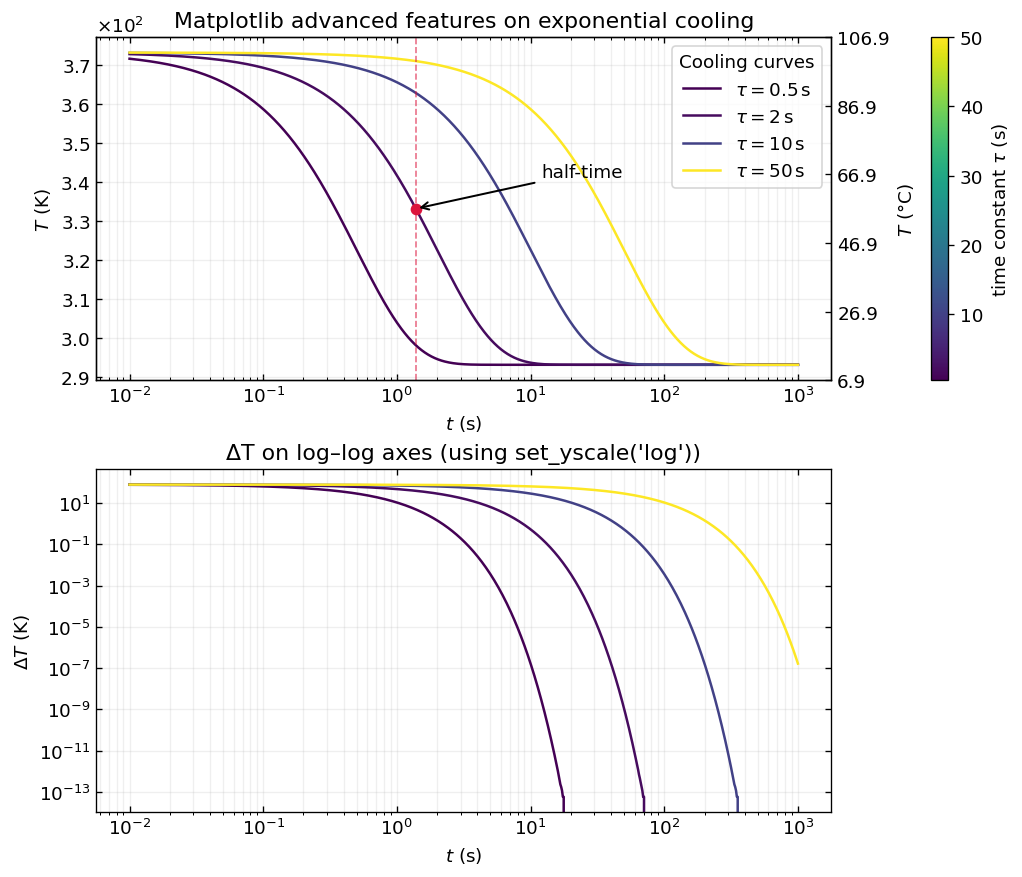 Matplotlib advanced features on exponential cooling
×10²
3.7
3.6
3.5
3.4
3.3
3.2
3.1
3.0
2.9
T (K)
10⁻² 10⁻¹ 10⁰ 10¹ 10² 10³
t (s)
half-time
Cooling curves
τ = 0.5 s
τ = 2 s
τ = 10 s
τ = 50 s
106.9
86.9
66.9
46.9
26.9
6.9
T (°C)
50
40
30
20
10
time constant τ (s)
ΔT on log–log axes (using set_yscale('log'))
10¹
10⁻¹
10⁻³
10⁻⁵
10⁻⁷
10⁻⁹
10⁻¹¹
10⁻¹³
ΔT (K)
10⁻² 10⁻¹ 10⁰ 10¹ 10² 10³
t (s)